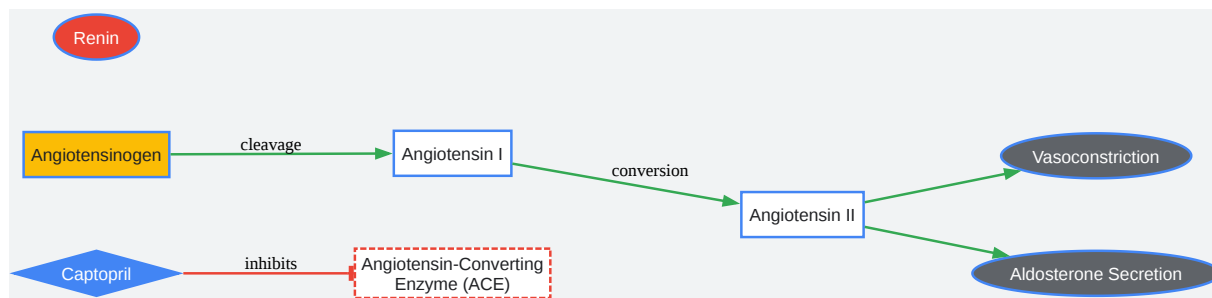 Renin
Angiotensinogen
cleavage
Angiotensin I
conversion
Vasoconstriction
Angiotensin II
Captopril
inhibits
Angiotensin-Converting
Enzyme (ACE)
Aldosterone Secretion